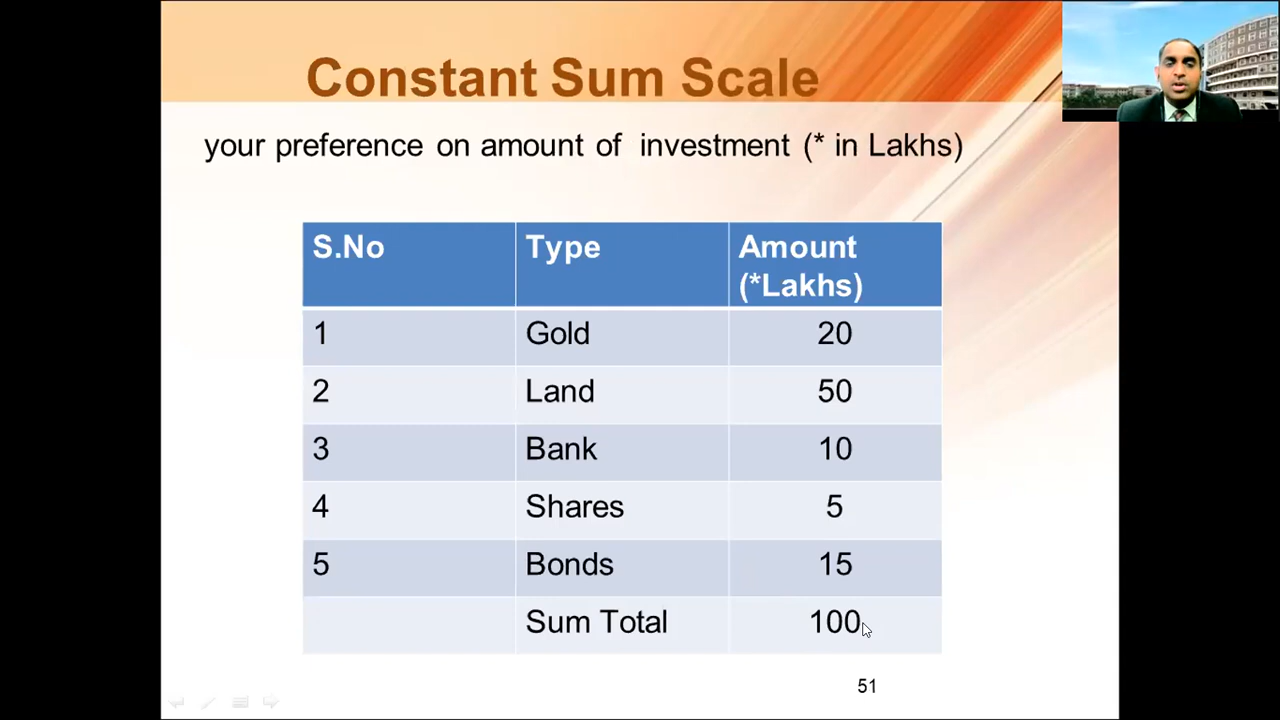 Constant Sum Scale
your preference on amount of investment (* in Lakhs)
S.No Type Amount
(*Lakhs)
1 Gold 20
2 Land 50
3 Bank 10
4 Shares 5
5 Bonds 15
Sum Total 100
51